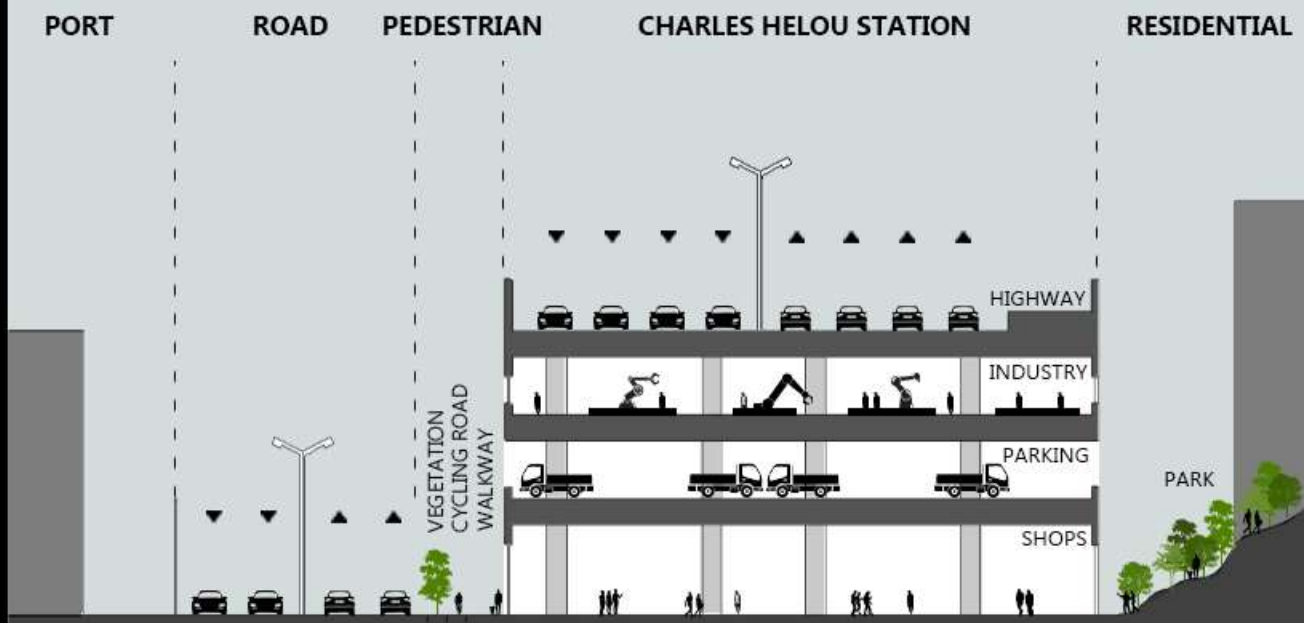 PORT
ROAD
PEDESTRIAN
CHARLES HELOU STATION
RESIDENTIAL
HIGHWAY
INDUSTRY
PARKING
SHOPS
VEGETATION
CYCLING ROAD
WALKWAY
PARK